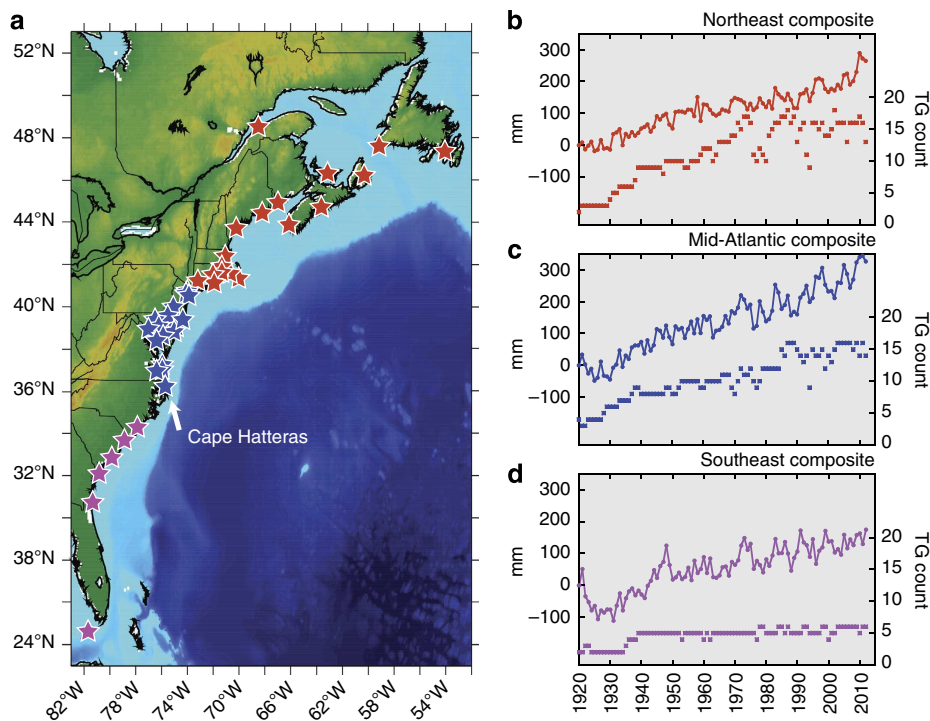 a
52°N
48°N
44°N
40°N
36°N
32°N
38°N
24°N
82°W
78°W
74°W
70°W
66°W
62°W
58°W
54°W
Cape Hatteras
b
Northeast composite
300
200
100
0
−100
mm
20
15
10
5
0
TG count
c
Mid-Atlantic composite
300
200
100
0
−100
mm
20
15
10
5
0
TG count
d
Southeast composite
300
200
100
0
−100
mm
20
15
10
5
0
TG count
1920
1930
1940
1950
1960
1970
1980
1990
2000
2010